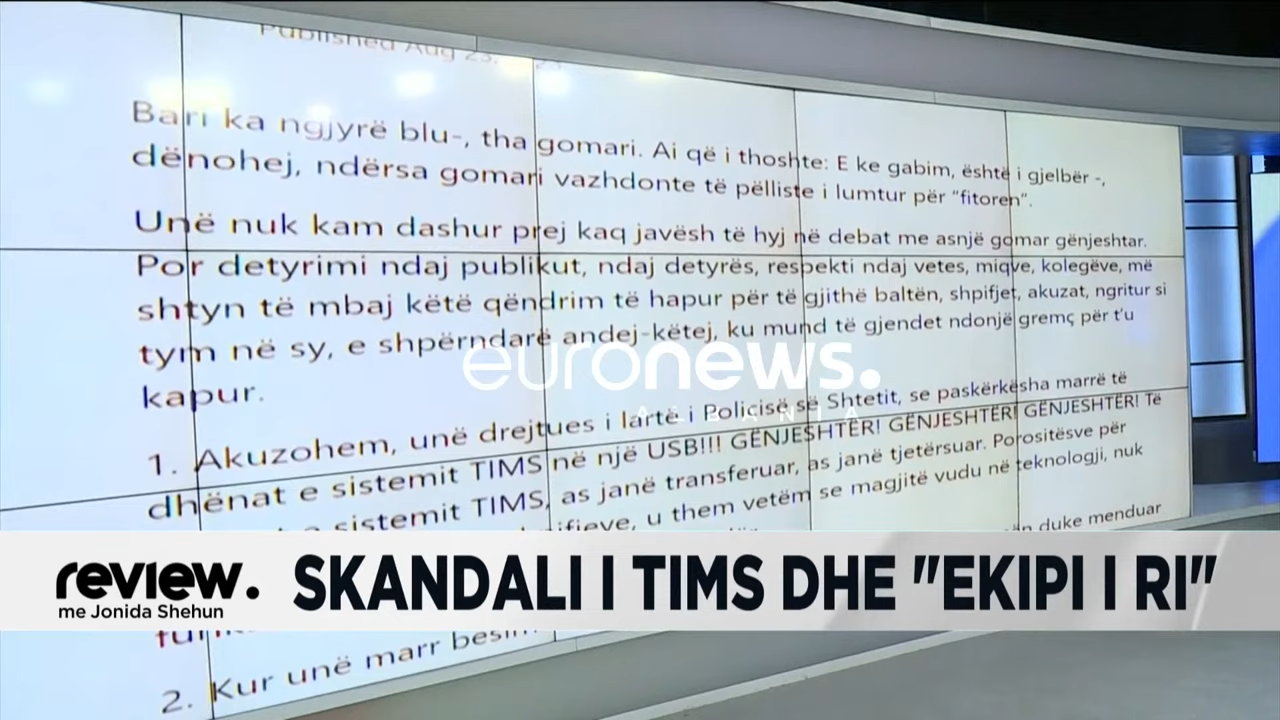 Published Aug 23,
Bari ka ngjyrë blu-, tha gomari. Ai që i thoshte: E ke gabim, është i gjelbër -,
dënohej, ndërsa gomari vazhdonte të pëlliste i lumtur për “fitoren”.
Unë nuk kam dashur prej kaq javësh të hyj në debat me asnjë gomar gënjeshtar.
Por detyrimi ndaj publikut, ndaj detyrës, respekti ndaj vetes, miqve, kolegëve, më
shtyn të mbaj këtë qëndrim të hapur për të gjithë baltën, shpifjet, akuzat, ngritur si
tym në sy, e shpërndarë andej-këtej, ku mund të gjendet ndonjë gremç për t'u
kapur.
euronews.
ALBANIA
1. Akuzohem, unë drejtues i lartë i Policisë së Shtetit, se paskërkësha marrë të
dhënat e sistemit TIMS në një USB!!! GËNJESHTËR! GËNJESHTËR! GËNJESHTËR! Të
e sistemit TIMS, as janë transferuar, as janë tjetërsuar. Porositësve për
u them vetëm se magjitë vudu në teknologji, nuk
duke menduar
review.
me Jonida Shehun
SKANDALI I TIMS DHE "EKIPI I RI"
2. Kur unë marr